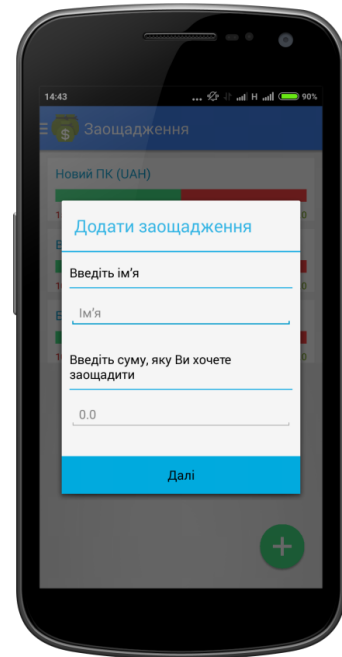 14:43
... H 90%
Заощадження
Новий ПК (UAH)
Додати заощадження
Введіть ім'я
Ім'я
Введіть суму, яку Ви хочете
заощадити
0.0
Далі